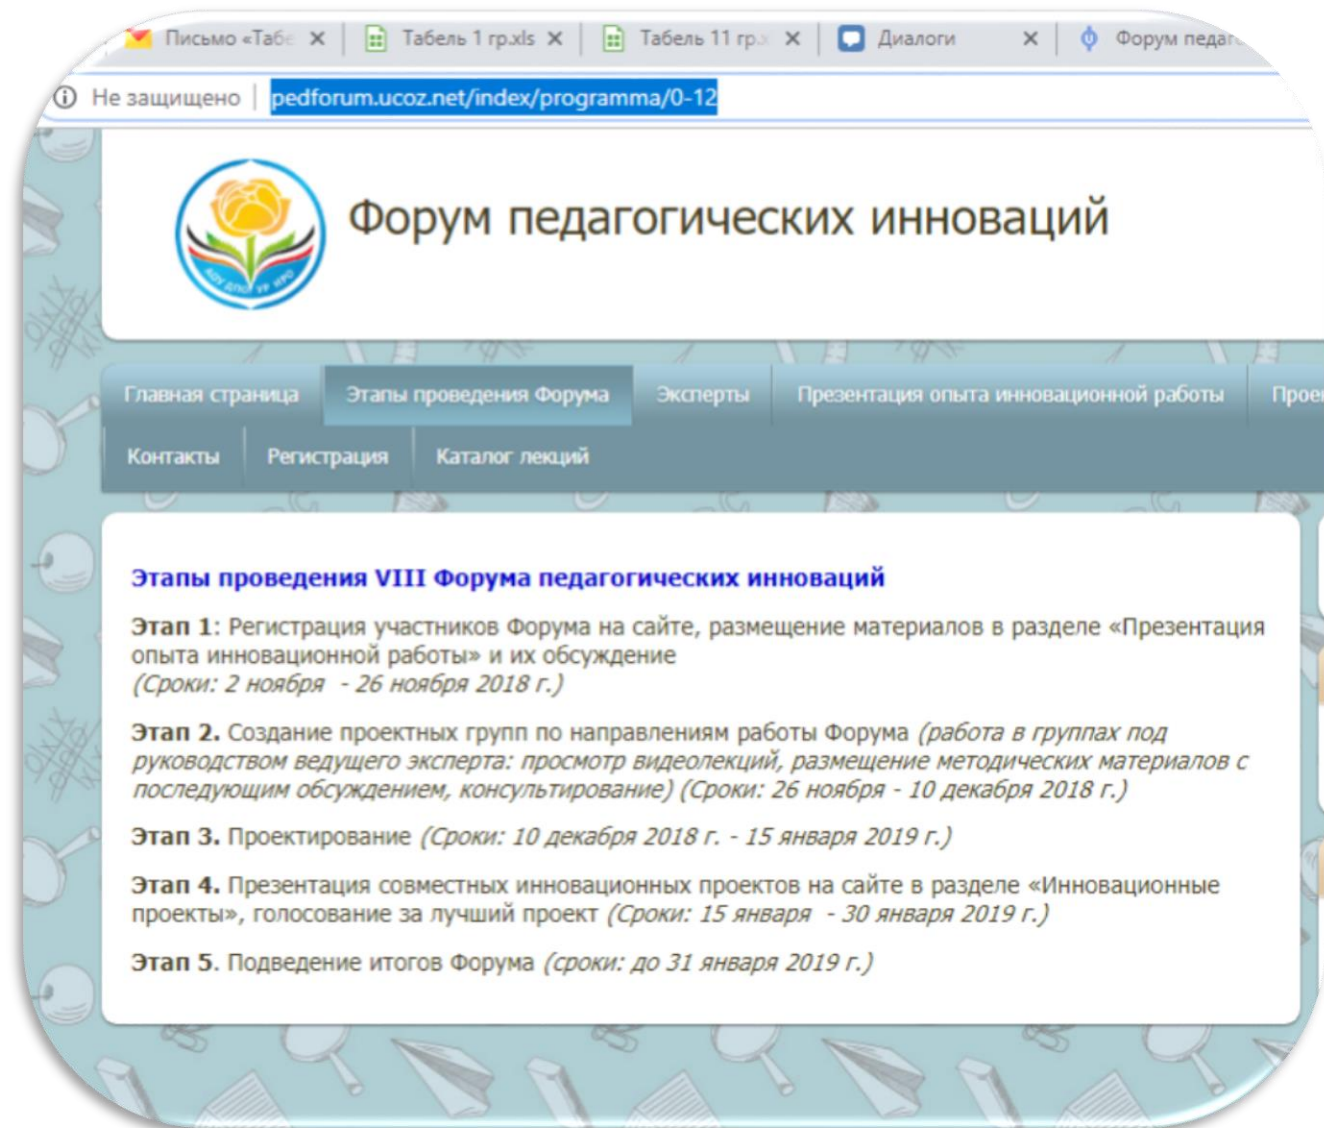 Письмо «Табе
Табель 1 гр.xls
Табель 11 гр.x
Диалоги
Форум педаго
Не защищено
pedforum.ucoz.net/index/programma/0-12
Форум педагогических инноваций
АОУ ДПО УР ИРО
Главная страница
Этапы проведения Форума
Эксперты
Презентация опыта инновационной работы
Прое
Контакты
Регистрация
Каталог лекций
Этапы проведения VIII Форума педагогических инноваций
Этап 1: Регистрация участников Форума на сайте, размещение материалов в разделе «Презентация
опыта инновационной работы» и их обсуждение
(Сроки: 2 ноября - 26 ноября 2018 г.)
Этап 2. Создание проектных групп по направлениям работы Форума (работа в группах под
руководством ведущего эксперта: просмотр видеолекций, размещение методических материалов с
последующим обсуждением, консультирование) (Сроки: 26 ноября - 10 декабря 2018 г.)
Этап 3. Проектирование (Сроки: 10 декабря 2018 г. - 15 января 2019 г.)
Этап 4. Презентация совместных инновационных проектов на сайте в разделе «Инновационные
проекты», голосование за лучший проект (Сроки: 15 января - 30 января 2019 г.)
Этап 5. Подведение итогов Форума (сроки: до 31 января 2019 г.)